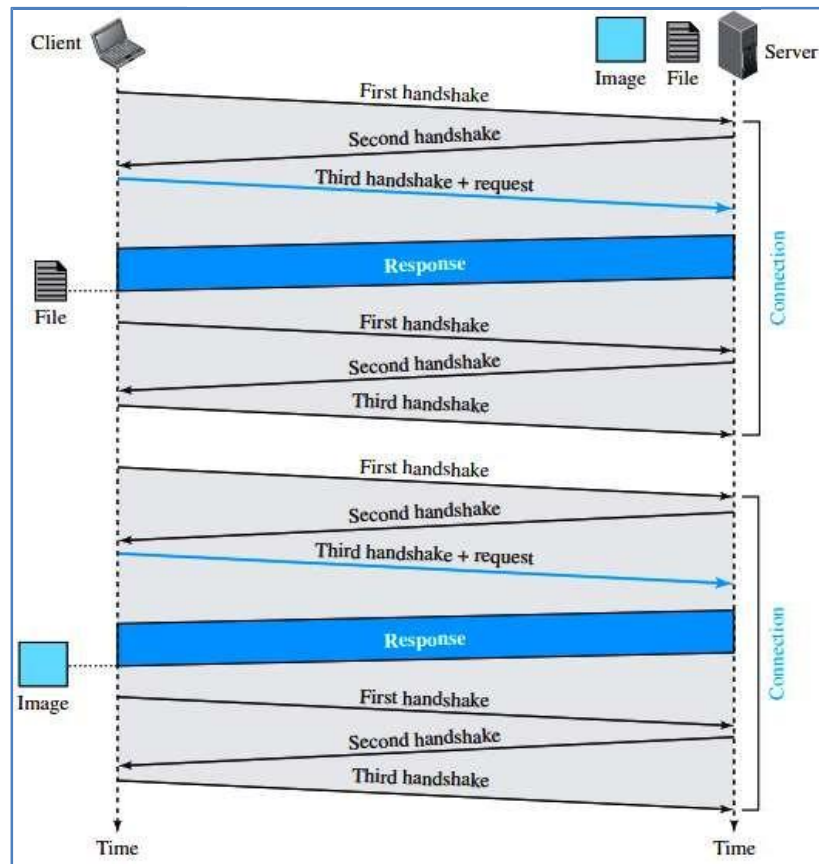 Client
Server
Image
File
First handshake
Second handshake
Third handshake + request
Response
File
First handshake
Second handshake
Third handshake
Connection
First handshake
Second handshake
Third handshake + request
Response
Image
First handshake
Second handshake
Third handshake
Connection
Time
Time